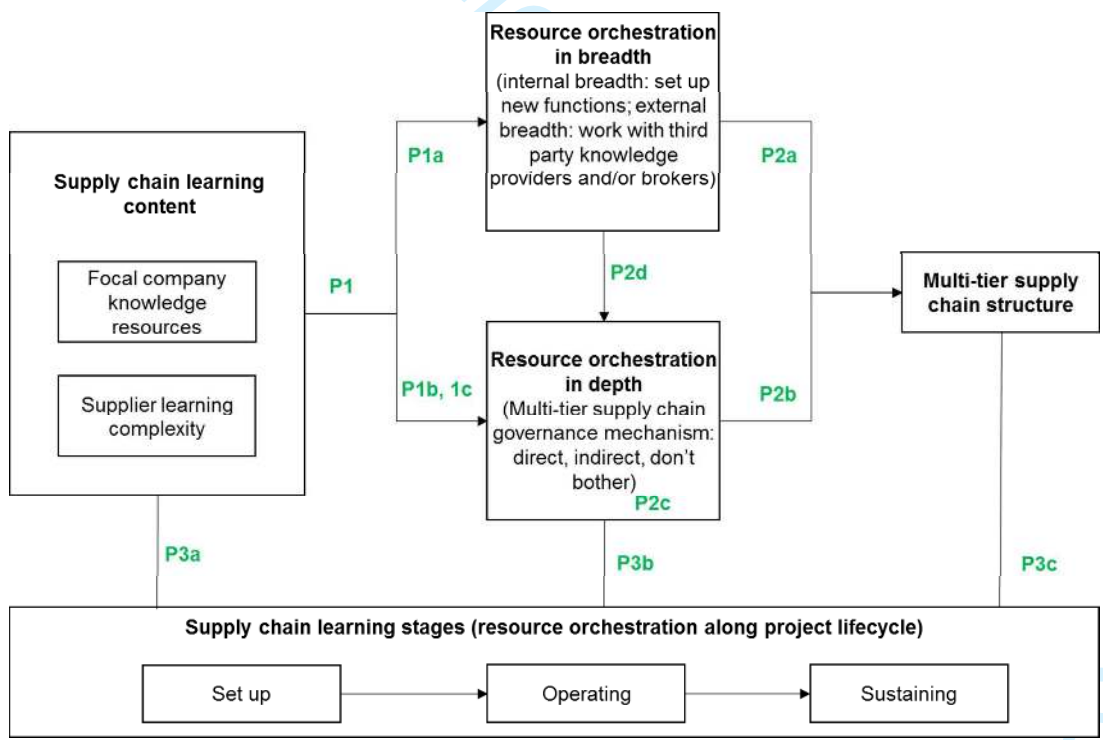 Resource orchestration
in breadth
(internal breadth: set up
new functions; external
breadth: work with third
party knowledge
providers and/or brokers)
P1a
P2a
Supply chain learning
content
Focal company
knowledge
resources
Supplier learning
complexity
P1
P2d
Multi-tier supply
chain structure
P1b, 1c
Resource orchestration
in depth
(Multi-tier supply chain
governance mechanism:
direct, indirect, don't
bother)
P2c
P2b
P3a
P3b
P3c
Supply chain learning stages (resource orchestration along project lifecycle)
Set up
Operating
Sustaining